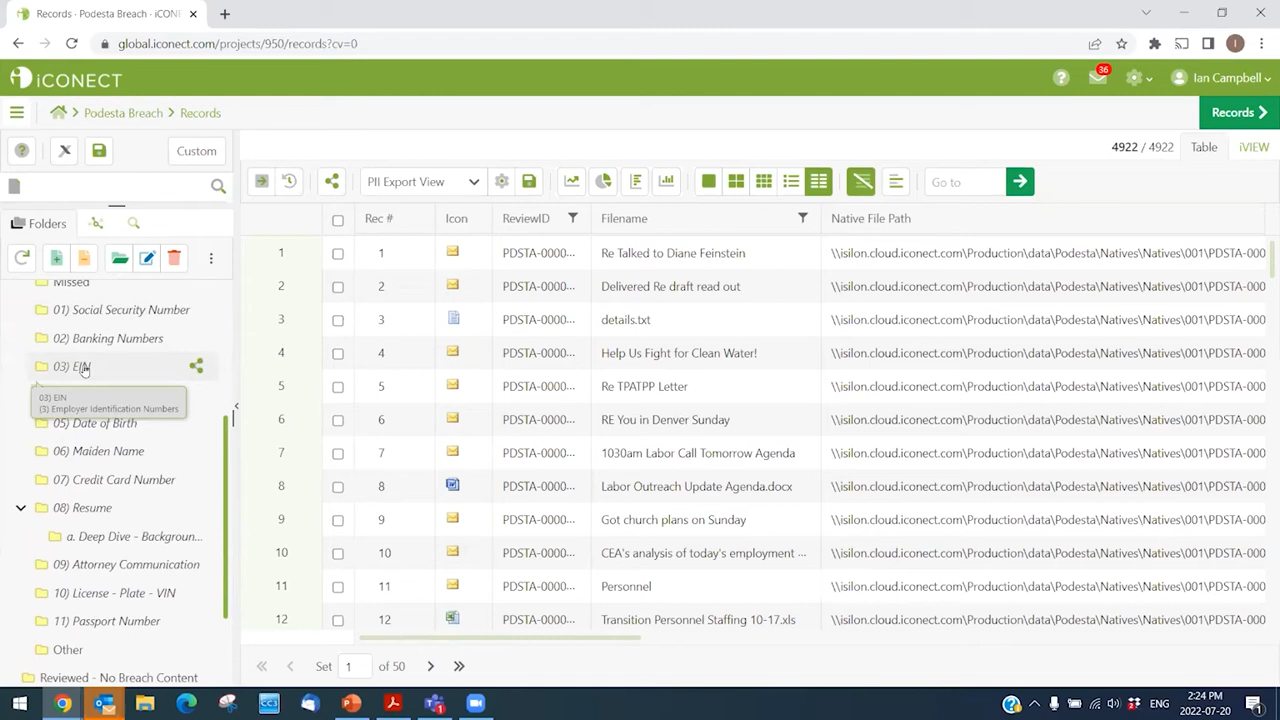 Records - Podesta Breach - iCONE
global.iconect.com/projects/950/records?cv=0
I
iCONECT
36
Ian Campbell
Podesta Breach > Records
Records
Custom
4922 / 4922
Table
iVIEW
PII Export View
Go to
Folders
Rec #
Icon
ReviewID
Filename
Native File Path
1
1
PDSTA-0000...
Re Talked to Diane Feinstein
\\isilon.cloud.iconect.com\Production\data\Podesta\Natives\Natives\001\PDSTA-000
2
2
PDSTA-0000...
Delivered Re draft read out
\\isilon.cloud.iconect.com\Production\data\Podesta\Natives\Natives\001\PDSTA-000
3
3
PDSTA-0000...
details.txt
\\isilon.cloud.iconect.com\Production\data\Podesta\Natives\Natives\001\PDSTA-000
4
4
PDSTA-0000...
Help Us Fight for Clean Water!
\\isilon.cloud.iconect.com\Production\data\Podesta\Natives\Natives\001\PDSTA-000
5
5
PDSTA-0000...
Re TPATPP Letter
\\isilon.cloud.iconect.com\Production\data\Podesta\Natives\Natives\001\PDSTA-000
6
6
PDSTA-0000...
RE You in Denver Sunday
\\isilon.cloud.iconect.com\Production\data\Podesta\Natives\Natives\001\PDSTA-000
7
7
PDSTA-0000...
1030am Labor Call Tomorrow Agenda
\\isilon.cloud.iconect.com\Production\data\Podesta\Natives\Natives\001\PDSTA-000
8
8
PDSTA-0000...
Labor Outreach Update Agenda.docx
\\isilon.cloud.iconect.com\Production\data\Podesta\Natives\Natives\001\PDSTA-000
9
9
PDSTA-0000...
Got church plans on Sunday
\\isilon.cloud.iconect.com\Production\data\Podesta\Natives\Natives\001\PDSTA-000
10
10
PDSTA-0000...
CEA's analysis of today's employment ...
\\isilon.cloud.iconect.com\Production\data\Podesta\Natives\Natives\001\PDSTA-000
11
11
PDSTA-0000...
Personnel
\\isilon.cloud.iconect.com\Production\data\Podesta\Natives\Natives\001\PDSTA-000
12
12
PDSTA-0000...
Transition Personnel Staffing 10-17.xls
\\isilon.cloud.iconect.com\Production\data\Podesta\Natives\Natives\001\PDSTA-000
Missed
01) Social Security Number
02) Banking Numbers
03) EIN
03) EIN
(3) Employer Identification Numbers
05) Date of Birth
06) Maiden Name
07) Credit Card Number
08) Resume
a. Deep Dive - Backgroun...
09) Attorney Communication
10) License - Plate - VIN
11) Passport Number
Other
Reviewed - No Breach Content
Set 1 of 50
CC3
ENG
2:24 PM
2022-07-20
1